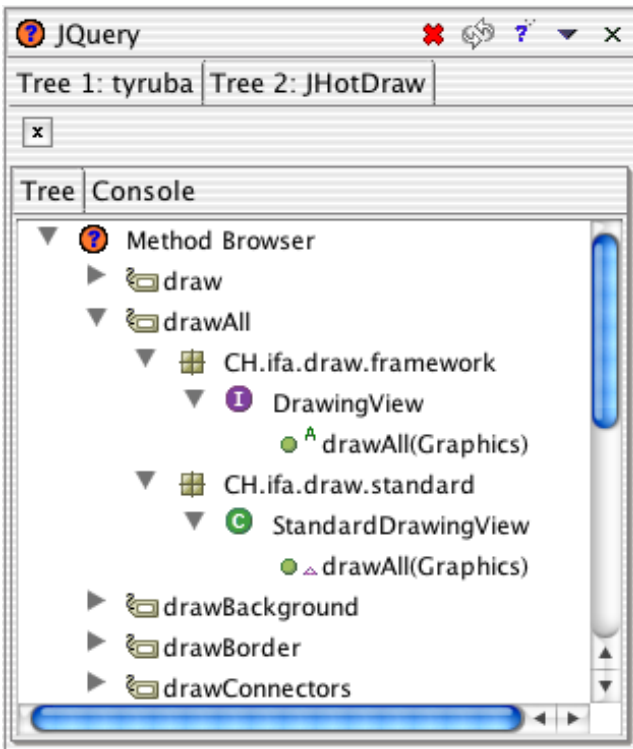 JQuery
Tree 1: tyruba Tree 2: JHotDraw
x
Tree Console
? Method Browser
draw
drawAll
CH.ifa.draw.framework
I DrawingView
A drawAll(Graphics)
CH.ifa.draw.standard
C StandardDrawingView
drawAll(Graphics)
drawBackground
drawBorder
drawConnectors